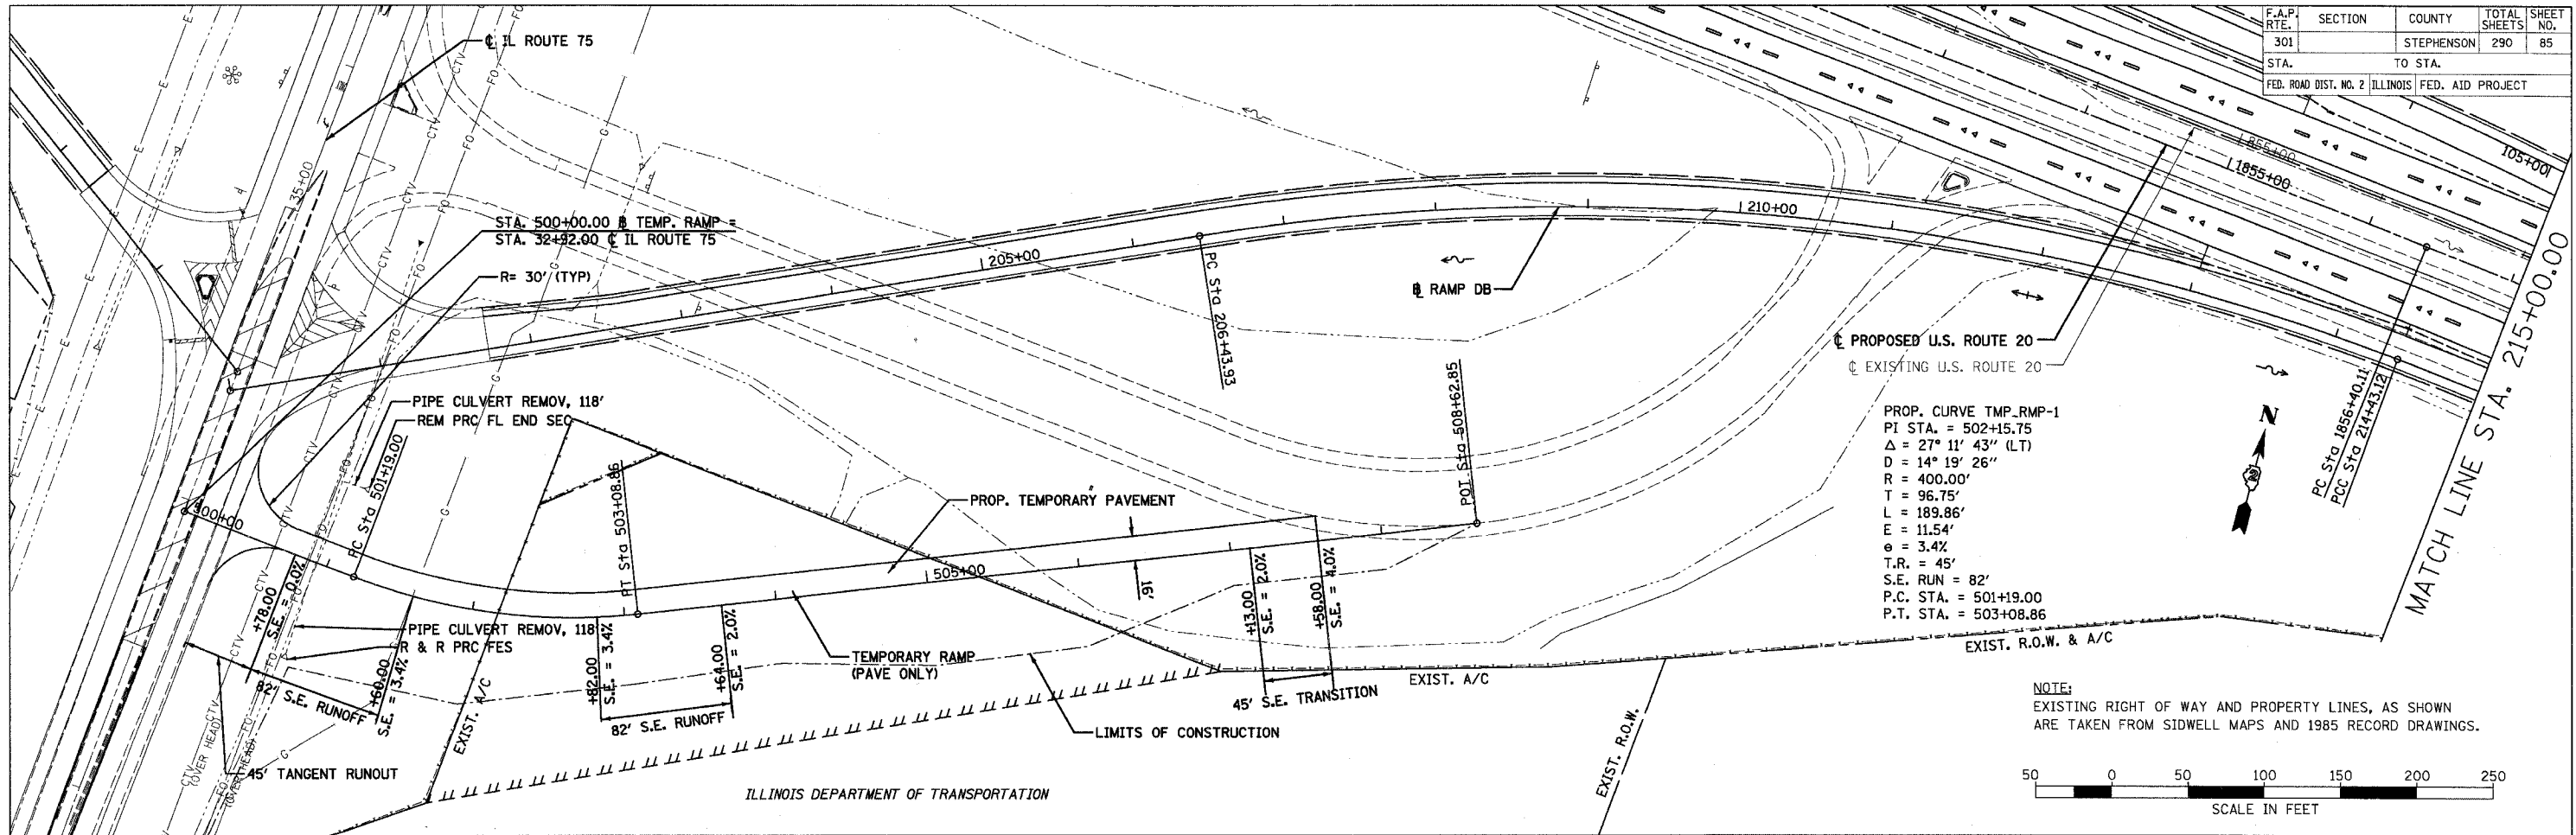 F.A.P. RTE. SECTION COUNTY TOTAL SHEETS SHEET NO.
301 STEPHENSON 290 85
STA. TO STA.
FED. ROAD DIST. NO. 2 ILLINOIS FED. AID PROJECT
℄ IL ROUTE 75
35+00
STA. 500+00.00 ⅊ TEMP. RAMP =
STA. 32+92.00 ℄ IL ROUTE 75
R= 30' (TYP)
205+00
PC Sta 206+43.93
210+00
RAMP DB
855+00
1855+00
105+00
℄ PROPOSED U.S. ROUTE 20
℄ EXISTING U.S. ROUTE 20
PC Sta 1856+40.11
PCC Sta 214+43.12
MATCH LINE STA. 215+00.00
N
PIPE CULVERT REMOV, 118'
REM PRC FL END SEC
500+00
PC Sta 501+19.00
PT Sta 503+08.86
PROP. TEMPORARY PAVEMENT
505+00
POT Sta 508+62.85
16'
+78.00
S.E. = 0.0%
+60.00
S.E. = 3.4%
+82.00
S.E. = 3.4%
+64.00
S.E. = 2.0%
+13.00
S.E. = 2.0%
+58.00
S.E. = 4.0%
PIPE CULVERT REMOV, 118'
R & R PRC FES
82' S.E. RUNOFF
45' TANGENT RUNOUT
82' S.E. RUNOFF
TEMPORARY RAMP
(PAVE ONLY)
45' S.E. TRANSITION
LIMITS OF CONSTRUCTION
EXIST. A/C
EXIST. A/C
EXIST. R.O.W.
EXIST. R.O.W. & A/C
CTV
(OVER HEAD)
FO
(OVERHEAD)
E
G
PROP. CURVE TMP_RMP-1
PI STA. = 502+15.75
Δ = 27° 11' 43" (LT)
D = 14° 19' 26"
R = 400.00'
T = 96.75'
L = 189.86'
E = 11.54'
e = 3.4%
T.R. = 45'
S.E. RUN = 82'
P.C. STA. = 501+19.00
P.T. STA. = 503+08.86
NOTE:
EXISTING RIGHT OF WAY AND PROPERTY LINES, AS SHOWN
ARE TAKEN FROM SIDWELL MAPS AND 1985 RECORD DRAWINGS.
50 0 50 100 150 200 250
SCALE IN FEET
ILLINOIS DEPARTMENT OF TRANSPORTATION